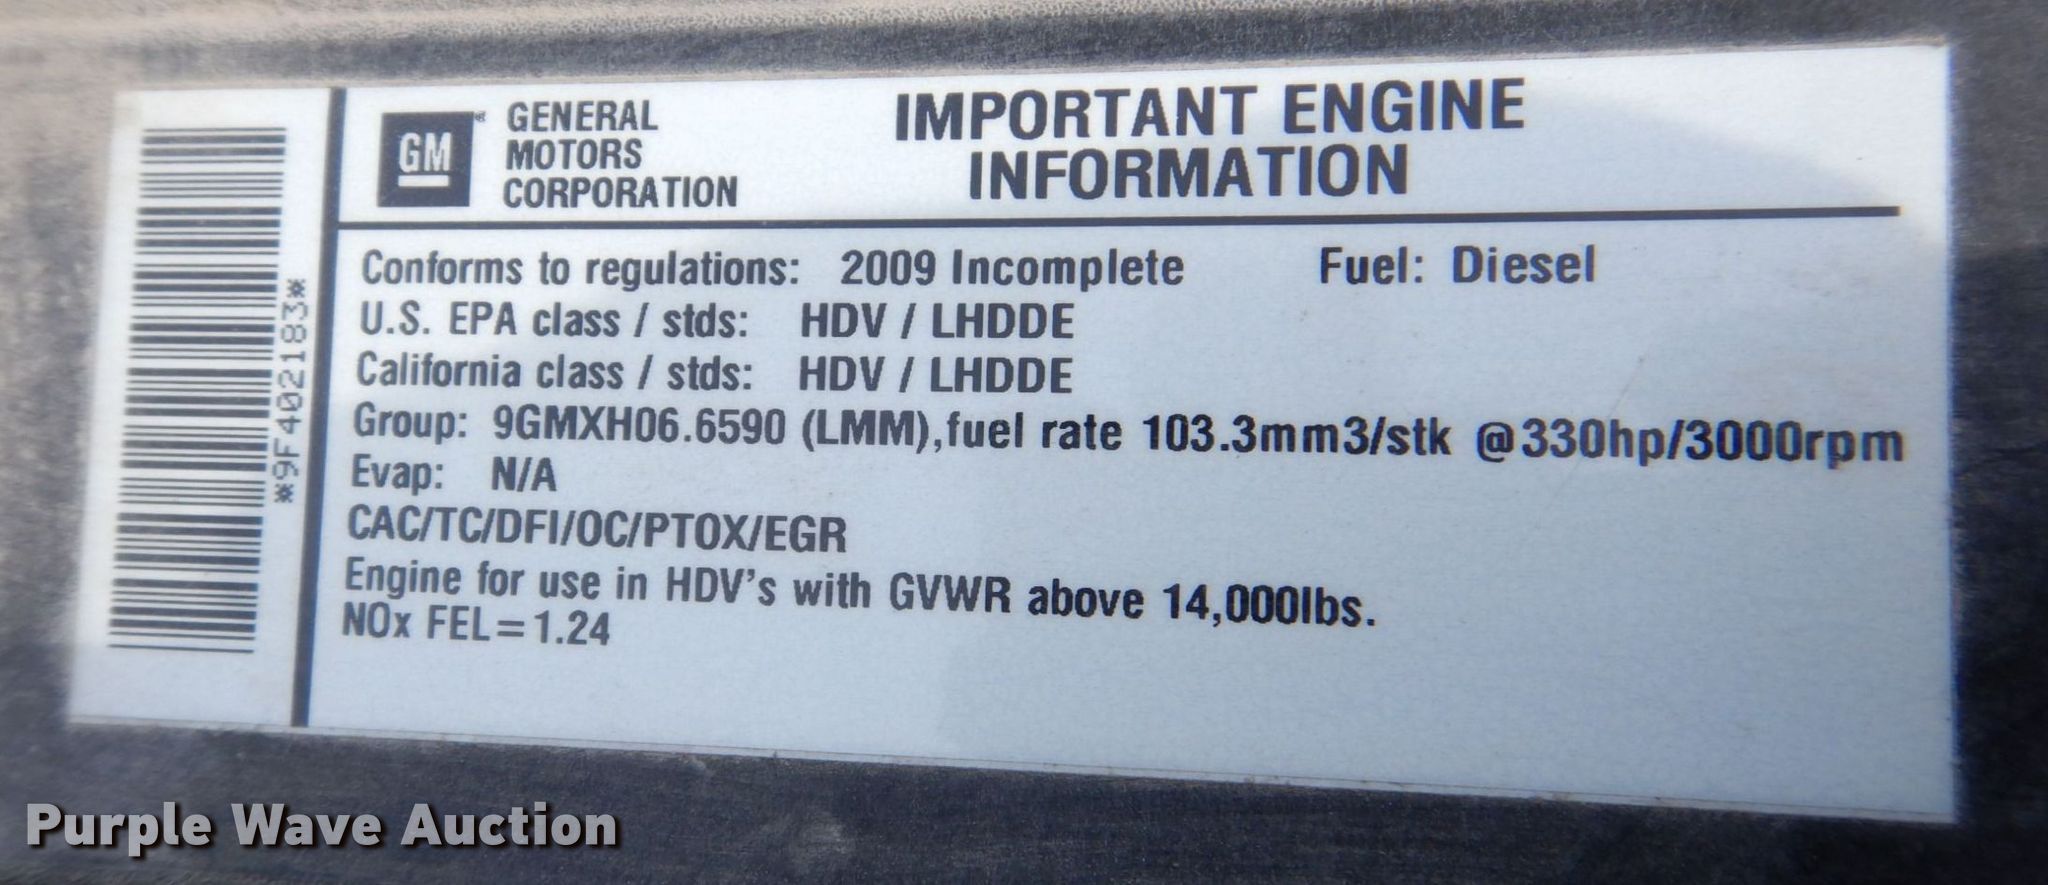 *9F402183*
GM®
GENERAL
MOTORS
CORPORATION
IMPORTANT ENGINE
INFORMATION
Conforms to regulations: 2009 Incomplete Fuel: Diesel
U.S. EPA class / stds: HDV / LHDDE
California class / stds: HDV / LHDDE
Group: 9GMXH06.6590 (LMM),fuel rate 103.3mm3/stk @330hp/3000rpm
Evap: N/A
CAC/TC/DFI/OC/PTOX/EGR
Engine for use in HDV's with GVWR above 14,000lbs.
NOx FEL=1.24
Purple Wave Auction